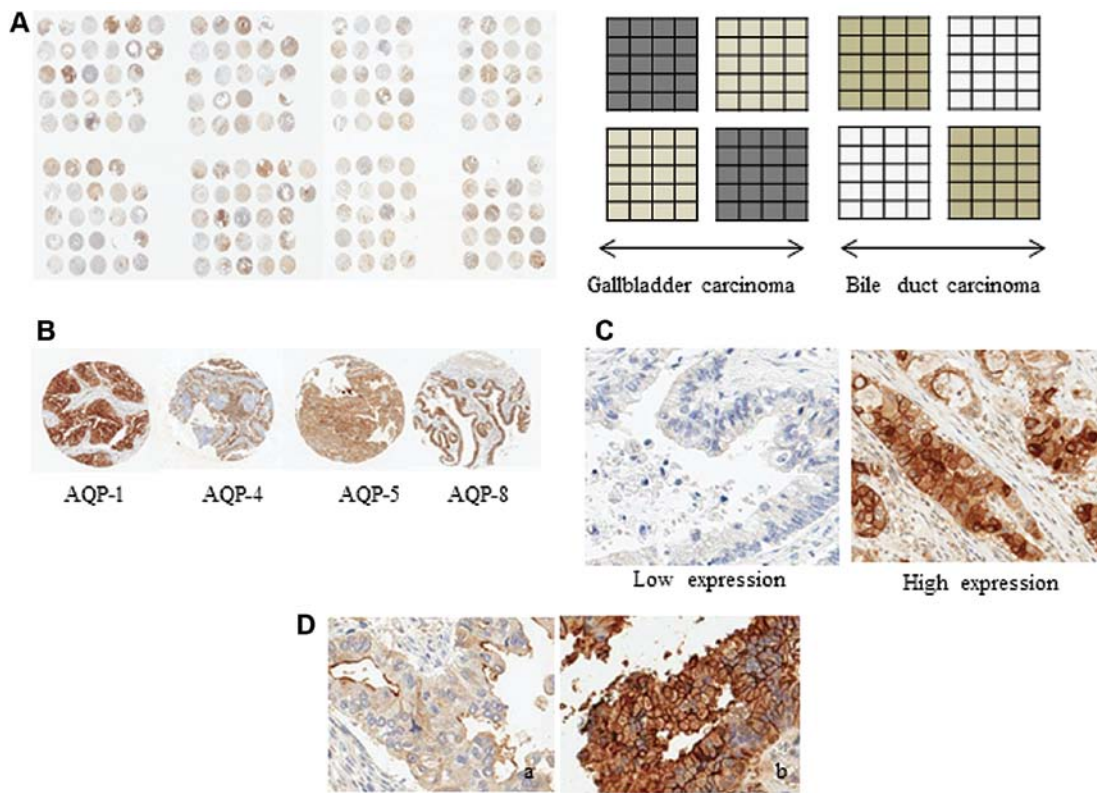 A
Gallbladder carcinoma Bile duct carcinoma
B
AQP-1 AQP-4 AQP-5 AQP-8
C
Low expression High expression
D
a b